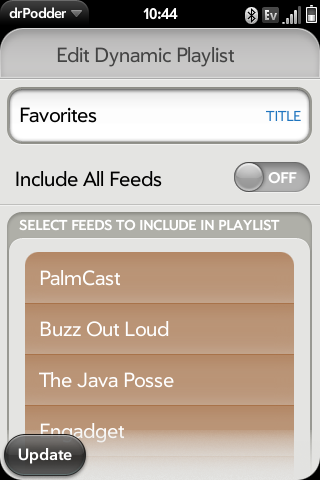 drPodder
10:44
Ev
Edit Dynamic Playlist
Favorites
TITLE
Include All Feeds
OFF
SELECT FEEDS TO INCLUDE IN PLAYLIST
PalmCast
Buzz Out Loud
The Java Posse
Engadget
Update